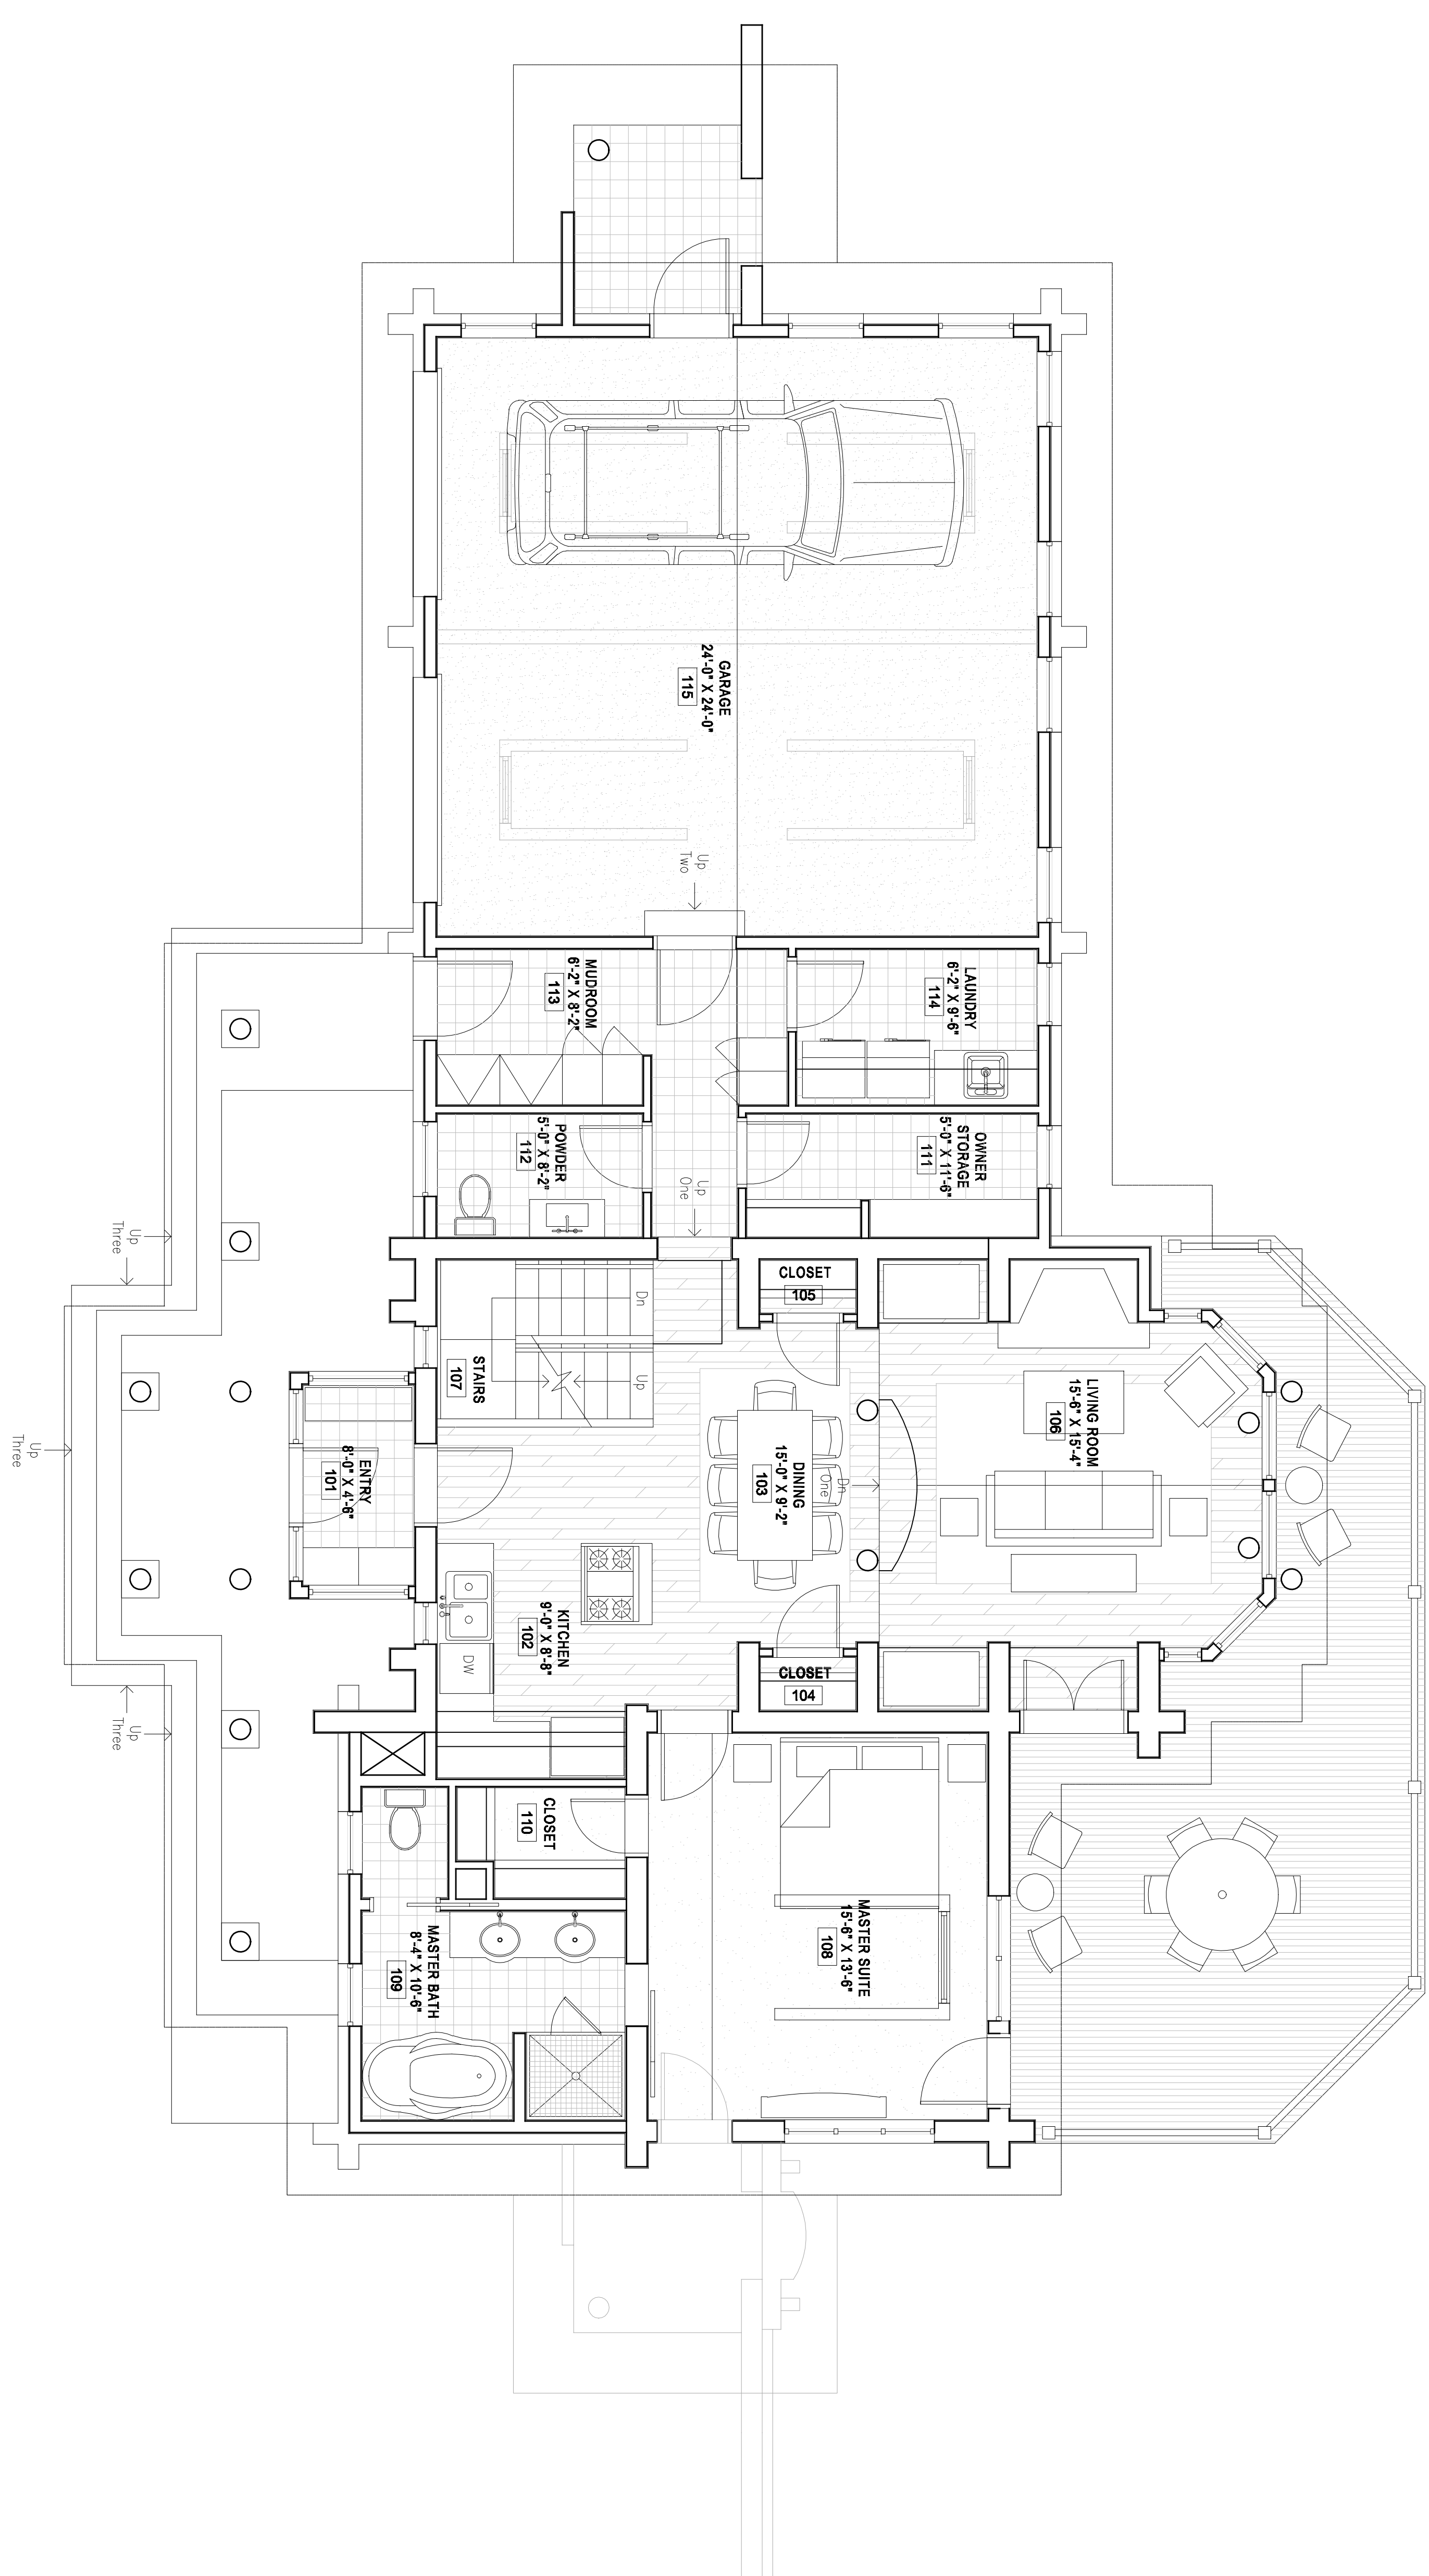 GARAGE
24'-0" X 24'-0"
115
Up
Two
MUDROOM
6'-2" X 8'-2"
113
LAUNDRY
6'-2" X 9'-6"
114
POWDER
5'-0" X 8'-2"
112
OWNER
STORAGE
5'-0" X 11'-6"
111
Up
One
Up
Three
CLOSET
105
Dn
Up
STAIRS
107
LIVING ROOM
15'-6" X 15'-4"
106
DINING
15'-0" X 9'-2"
103
Dn
One
ENTRY
8'-0" X 4'-6"
101
Up
Three
KITCHEN
9'-0" X 8'-8"
102
DW
CLOSET
104
Up
Three
CLOSET
110
MASTER SUITE
15'-6" X 13'-6"
108
MASTER BATH
8'-4" X 10'-6"
109